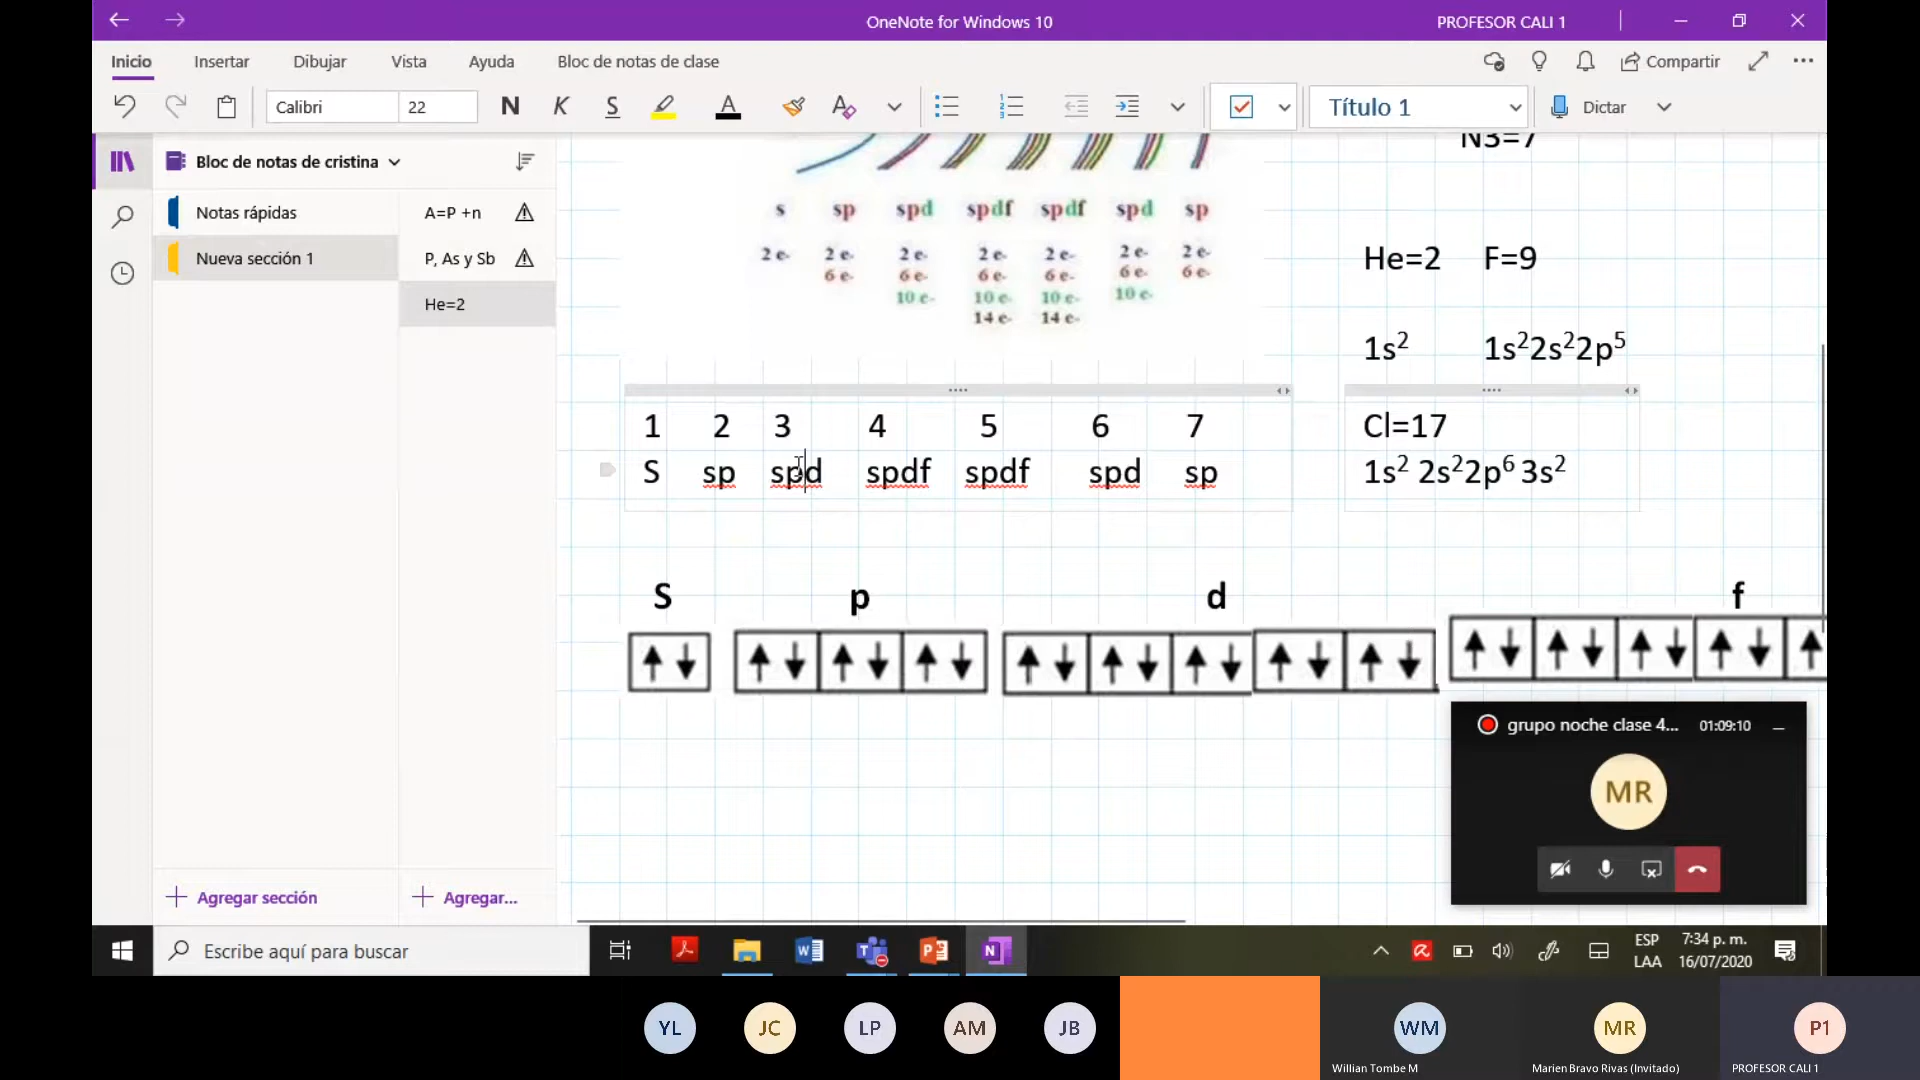 OneNote for Windows 10
PROFESOR CALI 1
Inicio Insertar Dibujar Vista Ayuda Bloc de notas de clase
Compartir
Calibri 22 N K S A A Título 1 Dictar
Bloc de notas de cristina
Notas rápidas
Nueva sección 1
A=P +n
P, As y Sb
He=2
Agregar sección
Agregar...
s sp spd spdf spdf spd sp
2 e- 2 e- 2 e- 2 e- 2 e- 2 e- 2 e-
6 e- 6 e- 6 e- 6 e- 6 e- 6 e-
10 e- 10 e- 10 e- 10 e-
14 e- 14 e-
N3=7
He=2 F=9
1s² 1s²2s²2p⁵
1 2 3 4 5 6 7
S sp spd spdf spdf spd sp
Cl=17
1s² 2s²2p⁶ 3s²
S p d f
grupo noche clase 4... 01:09:10
MR
Escribe aquí para buscar
ESP
LAA
7:34 p. m.
16/07/2020
YL JC LP AM JB WM MR P1
Willian Tombe M
Marien Bravo Rivas (Invitado)
PROFESOR CALI 1